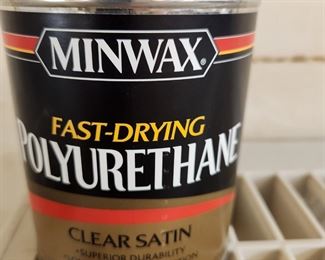 MINWAX®
FAST-DRYING
POLYURETHANE
CLEAR SATIN
•SUPERIOR DURABILITY